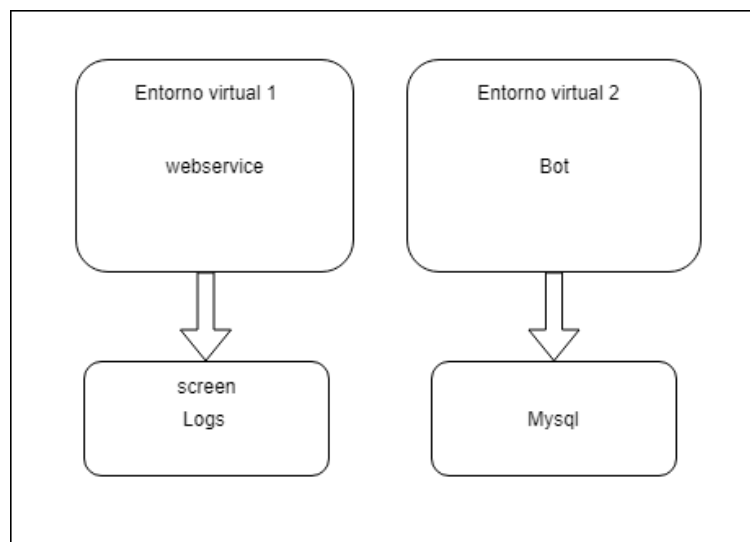 Entorno virtual 1
webservice
Entorno virtual 2
Bot
screen
Logs
Mysql